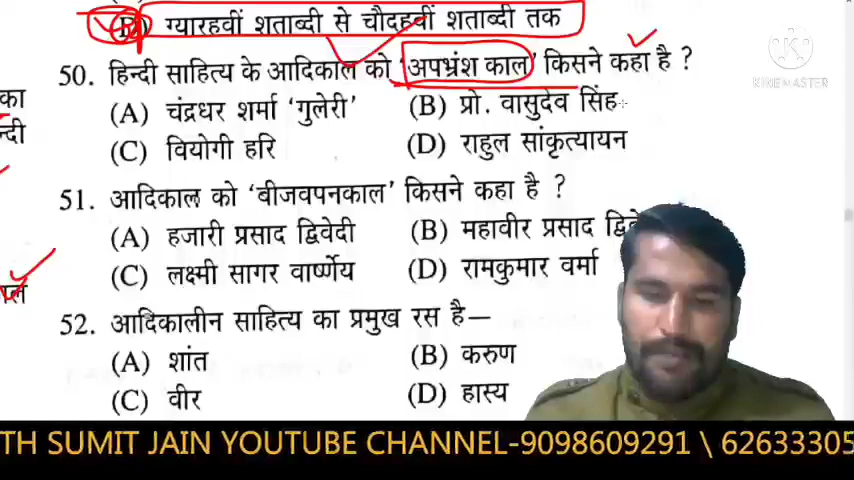 (B) ग्यारहवीं शताब्दी से चौदहवीं शताब्दी तक
का
न्दी
50. हिन्दी साहित्य के आदिकाल को 'अपभ्रंश काल' किसने कहा है ?
(A) चंद्रधर शर्मा 'गुलेरी' (B) प्रो. वासुदेव सिंह
(C) वियोगी हरि (D) राहुल सांकृत्यायन
51. आदिकाल को 'बीजवपनकाल' किसने कहा है ?
(A) हजारी प्रसाद द्विवेदी (B) महावीर प्रसाद
(C) लक्ष्मी सागर वार्ष्णेय (D) रामकुमार वर्मा
52. आदिकालीन साहित्य का प्रमुख रस है—
(A) शांत (B) करुण
(C) वीर (D) हास्य
KINEMASTER
TH SUMIT JAIN YOUTUBE CHANNEL-9098609291 \ 62633305